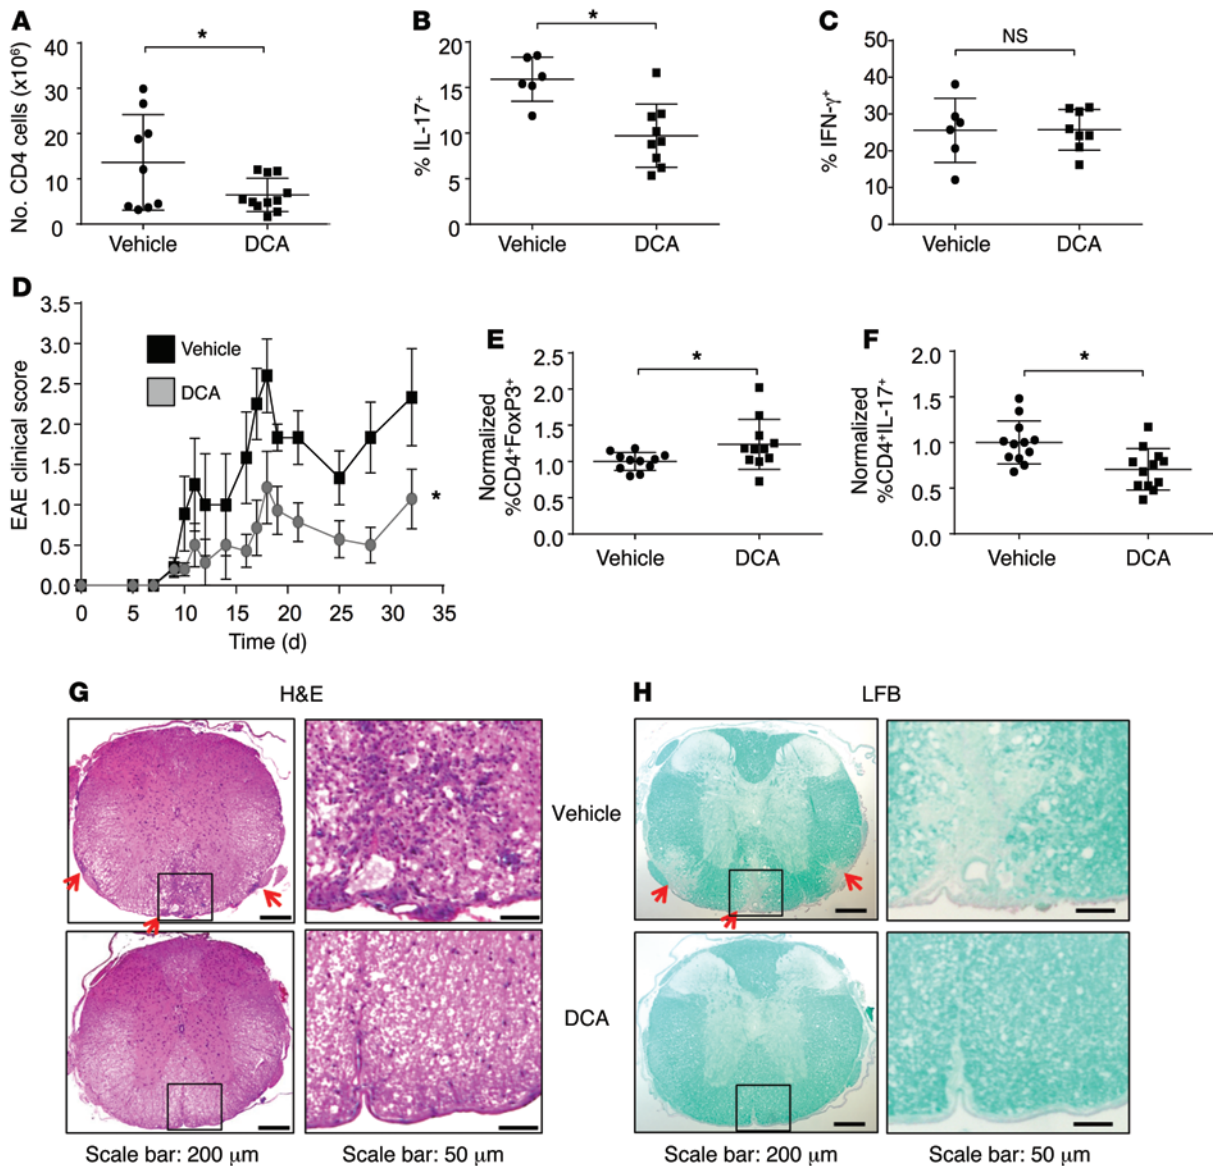 A
No. CD4 cells (x10⁶)
40
30
20
10
0
*
Vehicle
DCA
B
% IL-17⁺
20
15
10
5
0
*
Vehicle
DCA
C
% IFN-γ⁺
50
40
30
20
10
0
NS
Vehicle
DCA
D
EAE clinical score
3.5
3.0
2.5
2.0
1.5
1.0
0.5
0.0
Vehicle
DCA
*
0 5 10 15 20 25 30 35
Time (d)
E
Normalized
%CD4⁺FoxP3⁺
2.5
2.0
1.5
1.0
0.5
0.0
*
Vehicle
DCA
F
Normalized
%CD4⁺IL-17⁺
2.0
1.5
1.0
0.5
0.0
*
Vehicle
DCA
G
H&E
H
LFB
Vehicle
DCA
Scale bar: 200 μm
Scale bar: 50 μm
Scale bar: 200 μm
Scale bar: 50 μm